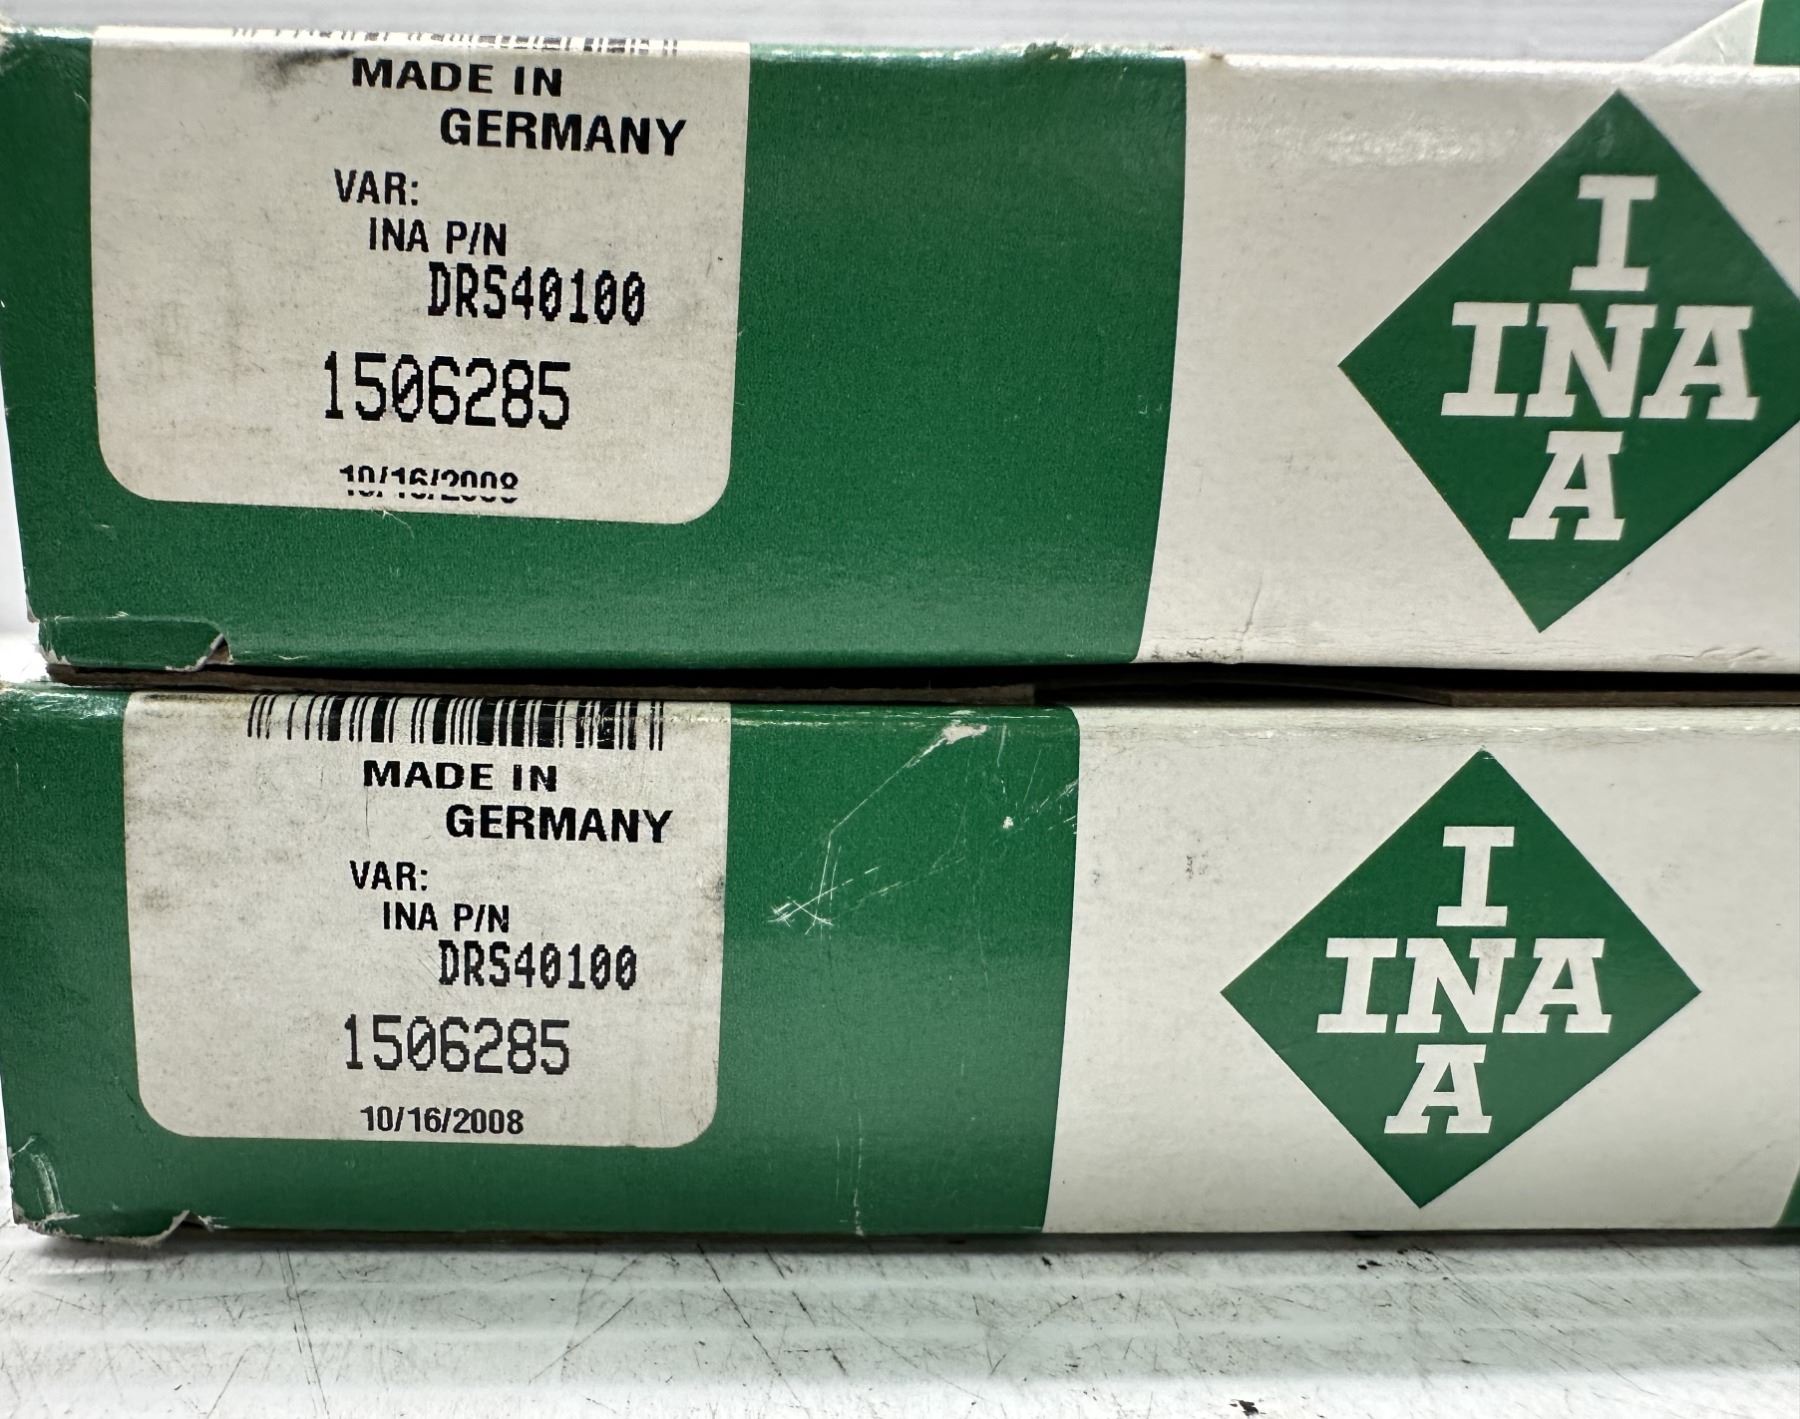 MADE IN
GERMANY
VAR:
INA P/N
DRS40100
1506285
10/16/2008
I
INA
A
MADE IN
GERMANY
VAR:
INA P/N
DRS40100
1506285
10/16/2008
I
INA
A